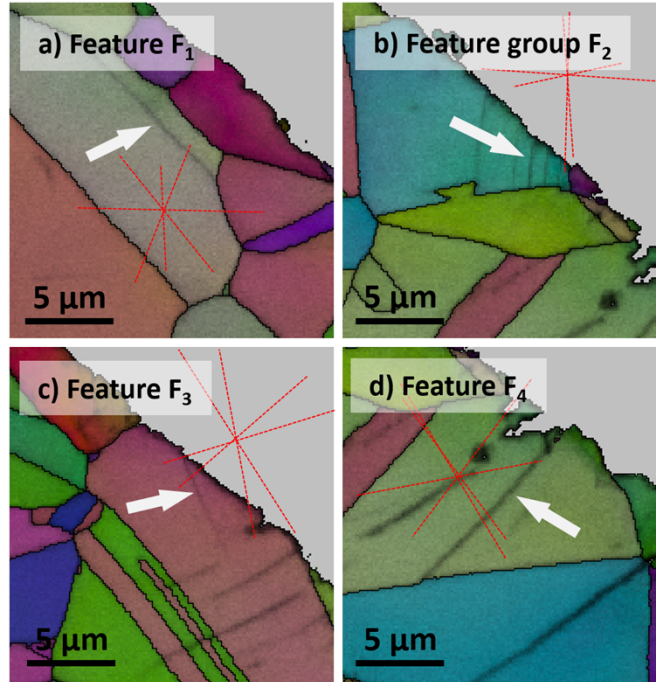 a) Feature F₁
5 µm
b) Feature group F₂
5 µm
c) Feature F₃
5 µm
d) Feature F₄
5 µm